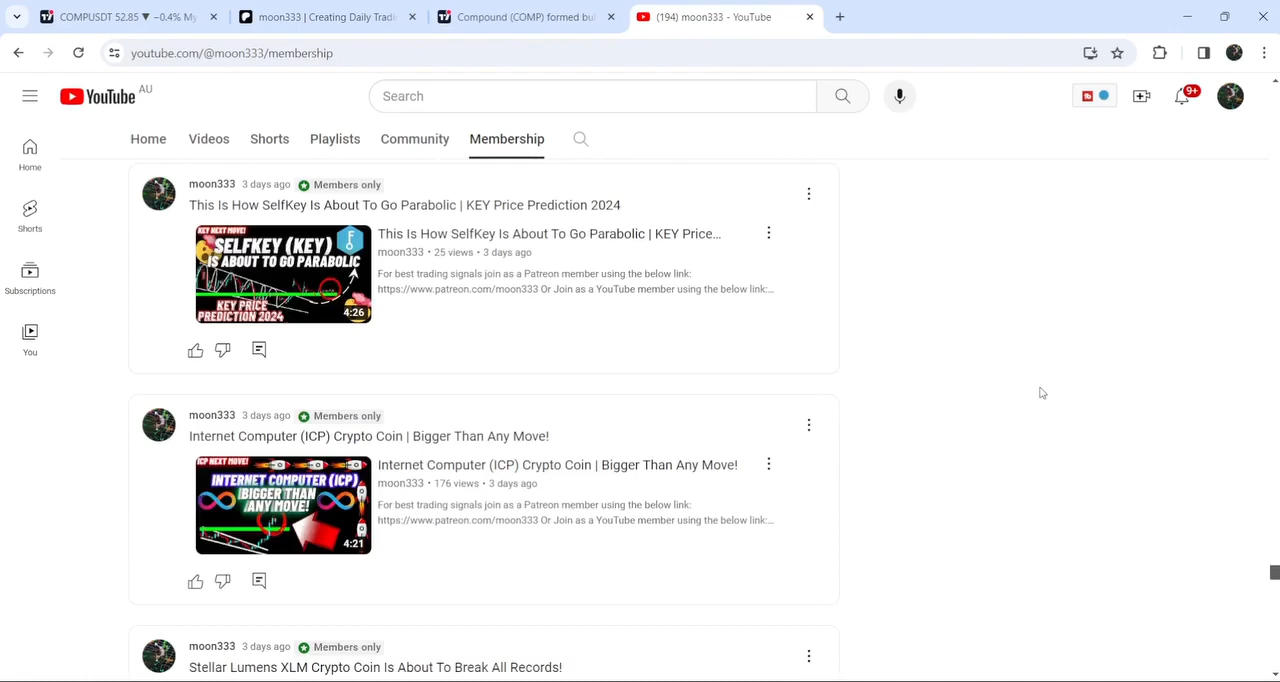 COMPUSDT 52.85 ▼ −0.4% My
moon333 | Creating Daily Tradi
Compound (COMP) formed bul
(194) moon333 - YouTube
youtube.com/@moon333/membership
YouTube AU
Search
9+
Home Videos Shorts Playlists Community Membership
Home
Shorts
Subscriptions
You
moon333 3 days ago Members only
This Is How SelfKey Is About To Go Parabolic | KEY Price Prediction 2024
KEY NEXT MOVE!
SELFKEY (KEY)
IS ABOUT TO GO PARABOLIC
KEY PRICE
PREDICTION 2024
4:26
This Is How SelfKey Is About To Go Parabolic | KEY Price...
moon333 • 25 views • 3 days ago
For best trading signals join as a Patreon member using the below link:
https://www.patreon.com/moon333 Or Join as a YouTube member using the below link:...
moon333 3 days ago Members only
Internet Computer (ICP) Crypto Coin | Bigger Than Any Move!
ICP NEXT MOVE!
INTERNET COMPUTER (ICP)
BIGGER THAN
ANY MOVE!
4:21
Internet Computer (ICP) Crypto Coin | Bigger Than Any Move!
moon333 • 176 views • 3 days ago
For best trading signals join as a Patreon member using the below link:
https://www.patreon.com/moon333 Or Join as a YouTube member using the below link:...
moon333 3 days ago Members only
Stellar Lumens XLM Crypto Coin Is About To Break All Records!